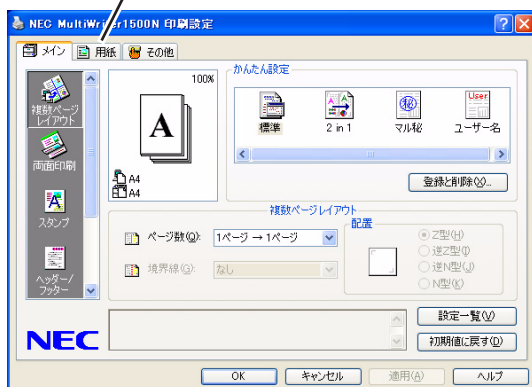 NEC MultiWriter1500N 印刷設定
メイン 用紙 その他
複数ページ
レイアウト
両面印刷
スタンプ
ヘッダー/
フッター
100%
A
A4
A4
かんたん設定
標準
2 in 1
マル秘
User
ユーザー名
登録と削除(X)...
複数ページレイアウト
ページ数(Q): 1ページ → 1ページ
境界線(G): なし
配置
Z型(H)
逆Z型(I)
逆N型(J)
N型(K)
NEC
設定一覧(V)
初期値に戻す(D)
OK キャンセル 適用(A) ヘルプ